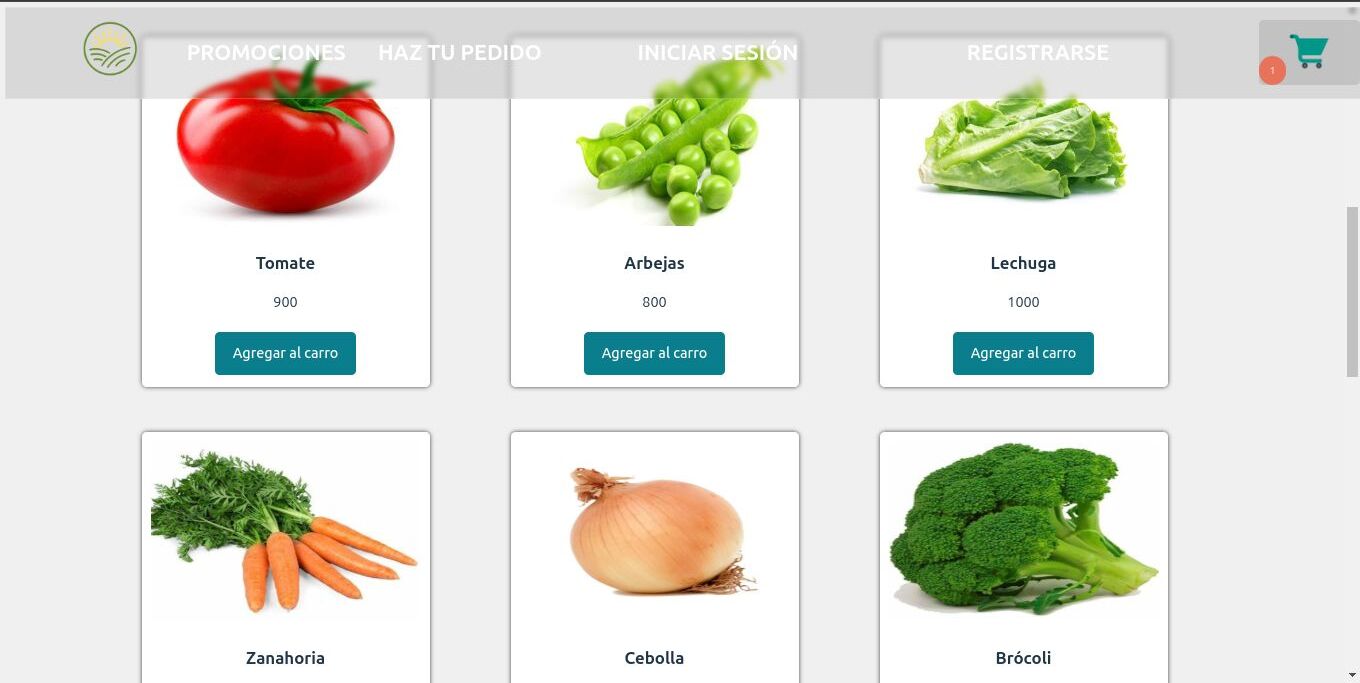 PROMOCIONES HAZ TU PEDIDO INICIAR SESIÓN REGISTRARSE
1
Tomate
900
Agregar al carro
Arbejas
800
Agregar al carro
Lechuga
1000
Agregar al carro
Zanahoria
Cebolla
Brócoli